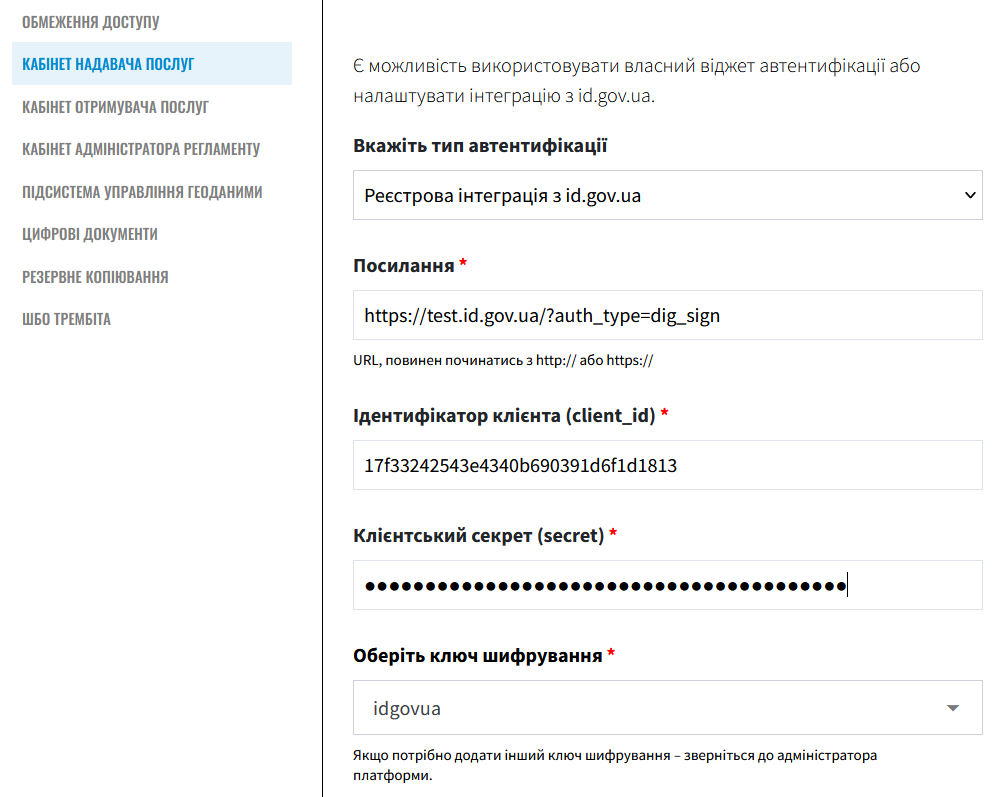 ОБМЕЖЕННЯ ДОСТУПУ
КАБІНЕТ НАДАВАЧА ПОСЛУГ
КАБІНЕТ ОТРИМУВАЧА ПОСЛУГ
КАБІНЕТ АДМІНІСТРАТОРА РЕГЛАМЕНТУ
ПІДСИСТЕМА УПРАВЛІННЯ ГЕОДАНИМИ
ЦИФРОВІ ДОКУМЕНТИ
РЕЗЕРВНЕ КОПІЮВАННЯ
ШБО ТРЕМБІТА
Є можливість використовувати власний віджет автентифікації або
налаштувати інтеграцію з id.gov.ua.
Вкажіть тип автентифікації
Реєстрова інтеграція з id.gov.ua
Посилання *
https://test.id.gov.ua/?auth_type=dig_sign
URL, повинен починатись з http:// або https://
Ідентифікатор клієнта (client_id) *
17f33242543e4340b690391d6f1d1813
Клієнтський секрет (secret) *
Оберіть ключ шифрування *
idgovua
Якщо потрібно додати інший ключ шифрування – зверніться до адміністратора
платформи.